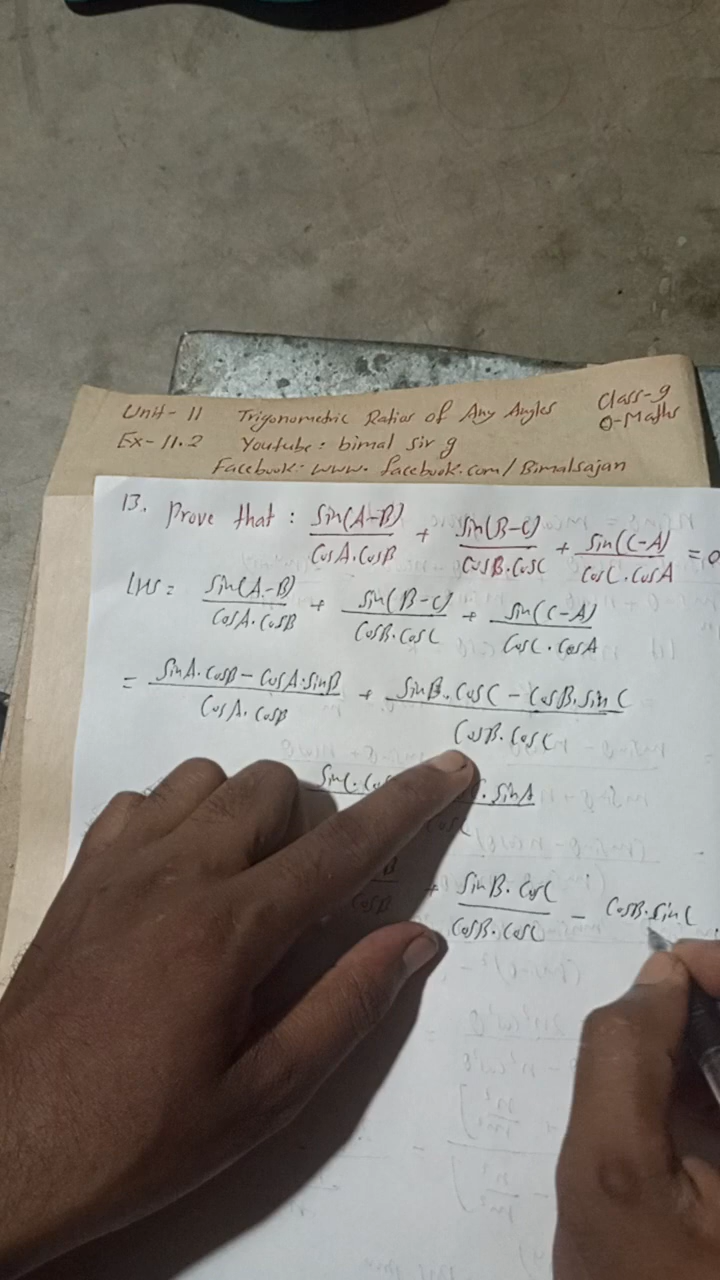 Unit- 11 Trigonometric Ratios of Any Angles Class-9
Ex-11.2 Youtube: bimal sir g O-Maths
Facebook: www.facebook.com/Bimalsajan
13. Prove that : Sin(A-B)/CosA.CosB + Sin(B-C)/CosB.CosC + Sin(C-A)/CosC.CosA = 0
LHS = Sin(A-B)/CosA.CosB + Sin(B-C)/CosB.CosC + Sin(C-A)/CosC.CosA
= SinA.CosB - CosA.SinB/CosA.CosB + SinB.CosC - CosB.SinC/CosB.CosC
SinC. .SinA
+ SinB.CosC/CosB.CosC - CosB.SinC